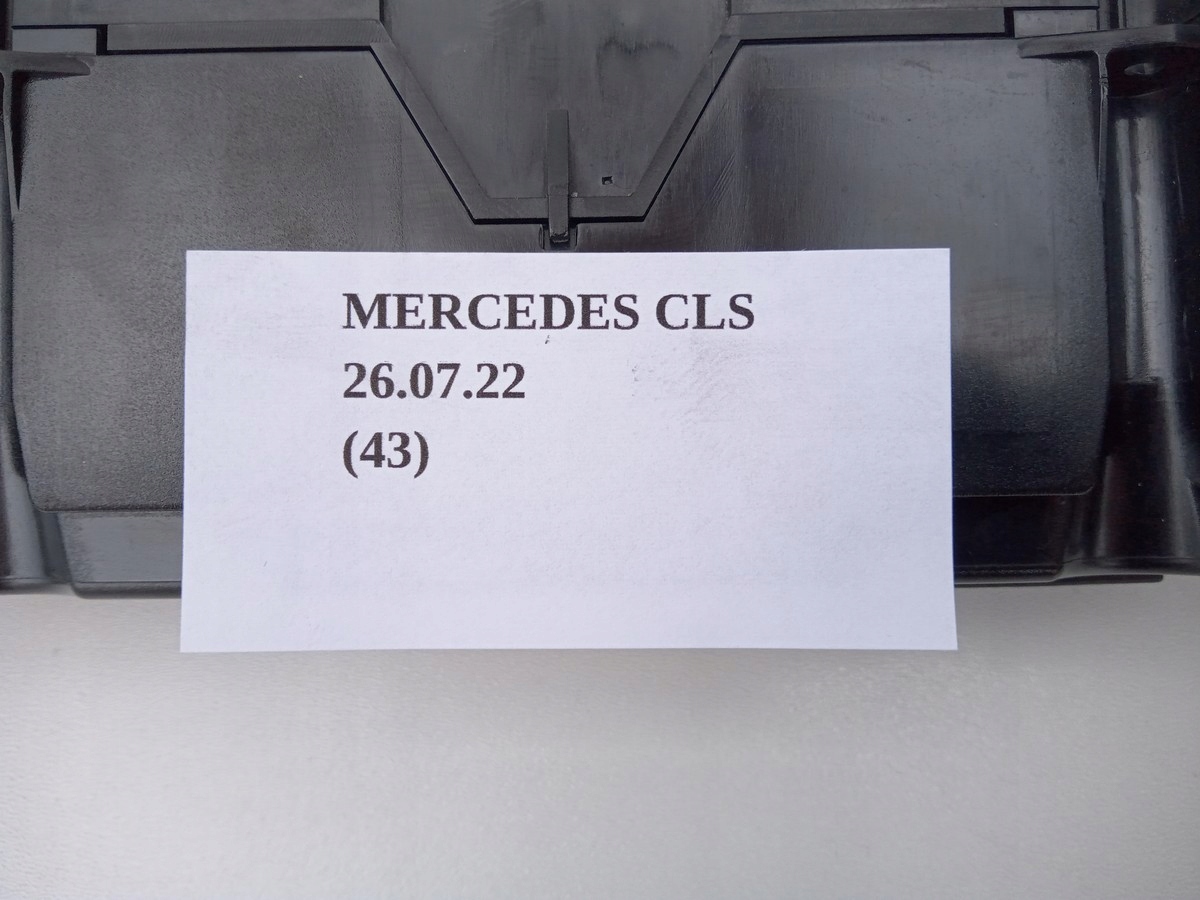 MERCEDES CLS
26.07.22
(43)